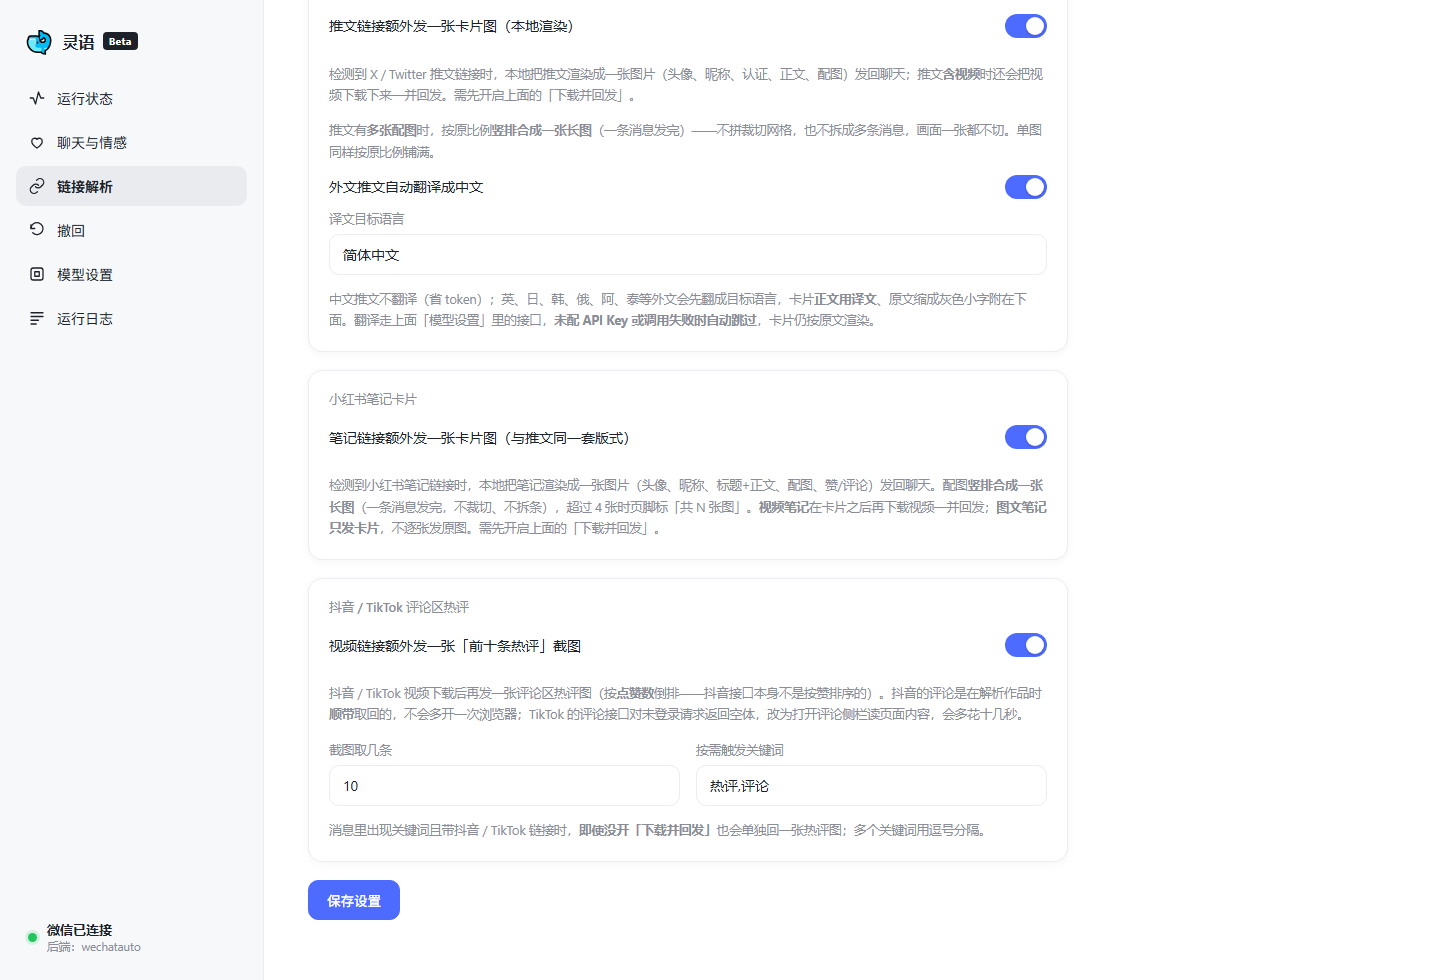 灵语 Beta
运行状态
聊天与情感
链接解析
撤回
模型设置
运行日志
微信已连接
后端：wechatauto
推文链接额外发一张卡片图（本地渲染）
检测到 X / Twitter 推文链接时，本地把推文渲染成一张图片（头像、昵称、认证、正文、配图）发回聊天；推文含视频时还会把视
频下载下来一并回发。需先开启上面的「下载并回发」。
推文有多张配图时，按原比例竖排合成一张长图（一条消息发完）——不拼裁切网格，也不拆成多条消息，画面一张都不切。单图
同样按原比例铺满。
外文推文自动翻译成中文
译文目标语言
简体中文
中文推文不翻译（省 token）；英、日、韩、俄、阿、泰等外文会先翻成目标语言，卡片正文用译文、原文缩成灰色小字附在下
面。翻译走上面「模型设置」里的接口，未配 API Key 或调用失败时自动跳过，卡片仍按原文渲染。
小红书笔记卡片
笔记链接额外发一张卡片图（与推文同一套版式）
检测到小红书笔记链接时，本地把笔记渲染成一张图片（头像、昵称、标题+正文、配图、赞/评论）发回聊天。配图竖排合成一张
长图（一条消息发完，不裁切、不拆条），超过 4 张时页脚标「共 N 张图」。视频笔记在卡片之后再下载视频一并回发；图文笔记
只发卡片，不逐张发原图。需先开启上面的「下载并回发」。
抖音 / TikTok 评论区热评
视频链接额外发一张「前十条热评」截图
抖音 / TikTok 视频下载后再发一张评论区热评图（按点赞数倒排——抖音接口本身不是按赞排序的）。抖音的评论是在解析作品时
顺带取回的，不会多开一次浏览器；TikTok 的评论接口对未登录请求返回空体，改为打开评论侧栏读页面内容，会多花十几秒。
截图取几条
10
按需触发关键词
热评,评论
消息里出现关键词且带抖音 / TikTok 链接时，即使没开「下载并回发」也会单独回一张热评图；多个关键词用逗号分隔。
保存设置